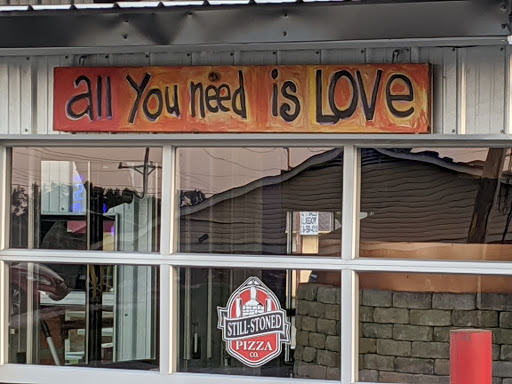 all You need is LOVe
STILL-STONED
PIZZA
CO.